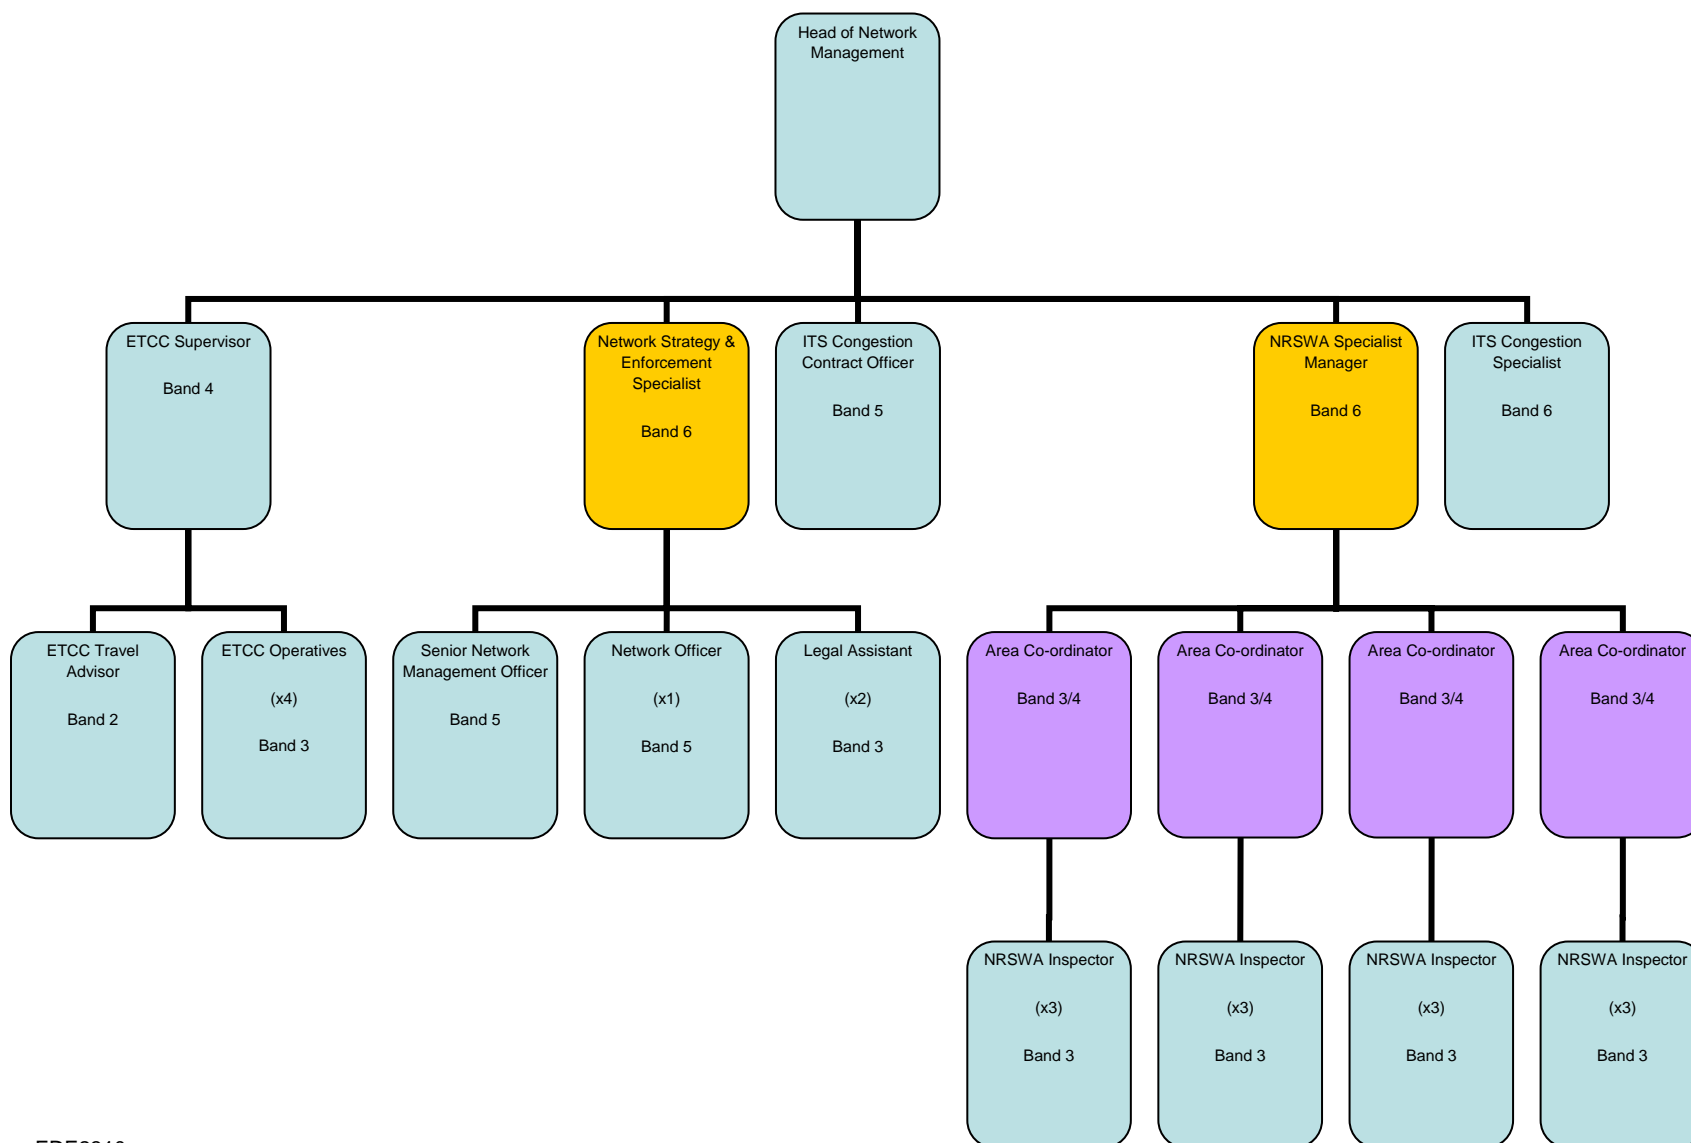 Head of Network
Management
ETCC Supervisor
Band 4
Network Strategy &
Enforcement
Specialist
Band 6
ITS Congestion
Contract Officer
Band 5
NRSWA Specialist
Manager
Band 6
ITS Congestion
Specialist
Band 6
ETCC Travel
Advisor
Band 2
ETCC Operatives
(x4)
Band 3
Senior Network
Management Officer
Band 5
Network Officer
(x1)
Band 5
Legal Assistant
(x2)
Band 3
Area Co-ordinator
Band 3/4
Area Co-ordinator
Band 3/4
Area Co-ordinator
Band 3/4
Area Co-ordinator
Band 3/4
NRSWA Inspector
(x3)
Band 3
NRSWA Inspector
(x3)
Band 3
NRSWA Inspector
(x3)
Band 3
NRSWA Inspector
(x3)
Band 3